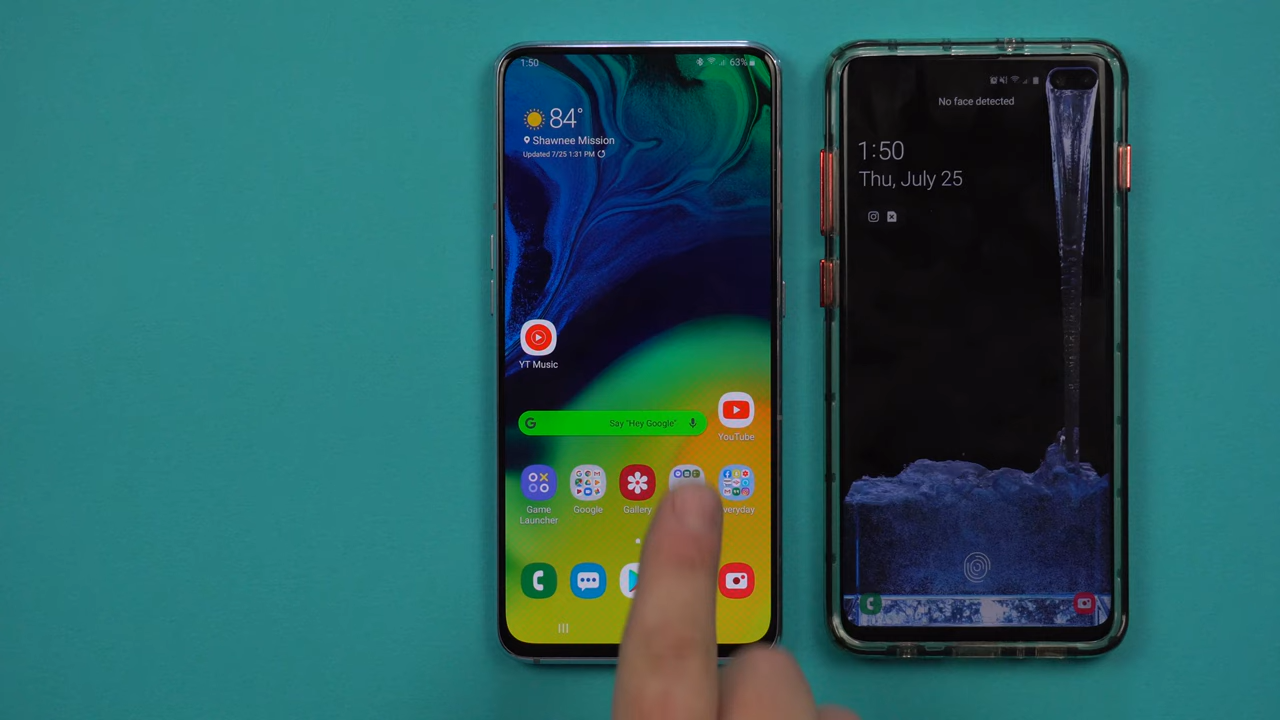 1:50
63%
84°
Shawnee Mission
Updated 7/25 1:31 PM
YT Music
G
Say "Hey Google"
YouTube
Game
Launcher
Google
Gallery
No face detected
1:50
Thu, July 25